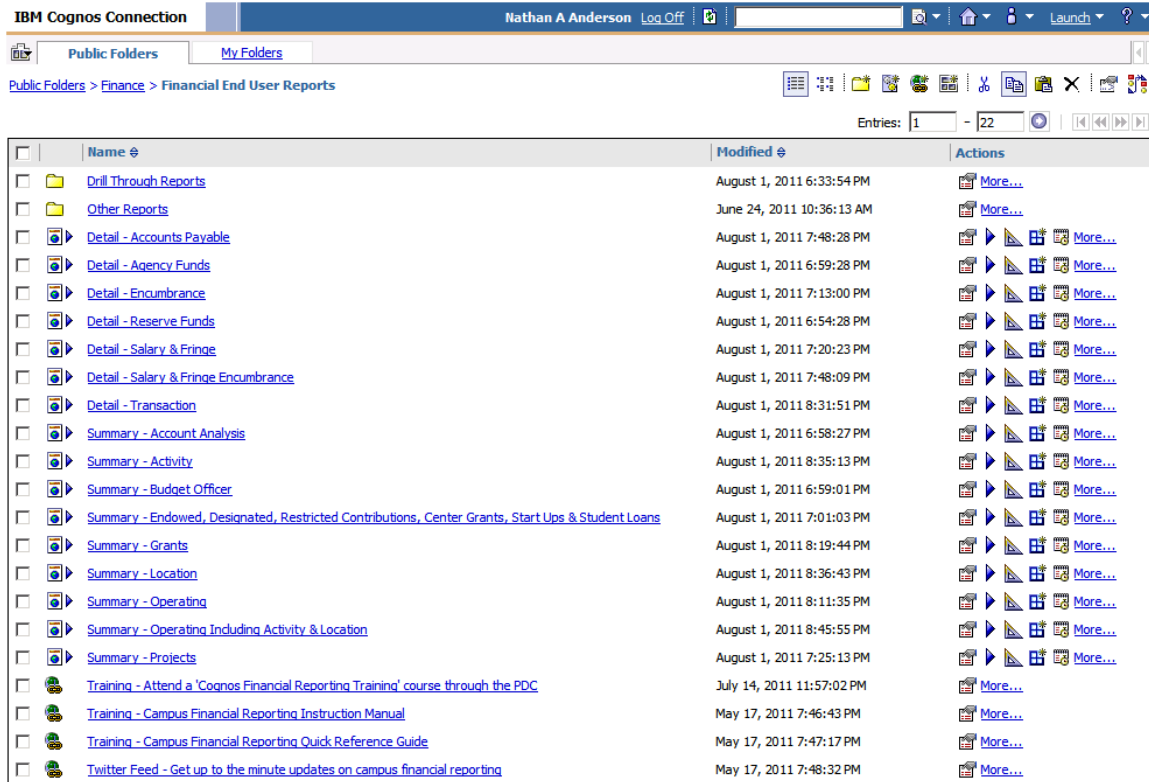 IBM Cognos Connection Nathan A Anderson Log Off Launch ?
Public Folders My Folders
Public Folders > Finance > Financial End User Reports
Entries: 1 - 22
Name Modified Actions
Drill Through Reports August 1, 2011 6:33:54 PM More...
Other Reports June 24, 2011 10:36:13 AM More...
Detail - Accounts Payable August 1, 2011 7:48:28 PM More...
Detail - Agency Funds August 1, 2011 6:59:28 PM More...
Detail - Encumbrance August 1, 2011 7:13:00 PM More...
Detail - Reserve Funds August 1, 2011 6:54:28 PM More...
Detail - Salary & Fringe August 1, 2011 7:20:23 PM More...
Detail - Salary & Fringe Encumbrance August 1, 2011 7:48:09 PM More...
Detail - Transaction August 1, 2011 8:31:51 PM More...
Summary - Account Analysis August 1, 2011 6:58:27 PM More...
Summary - Activity August 1, 2011 8:35:13 PM More...
Summary - Budget Officer August 1, 2011 6:59:01 PM More...
Summary - Endowed, Designated, Restricted Contributions, Center Grants, Start Ups & Student Loans August 1, 2011 7:01:03 PM More...
Summary - Grants August 1, 2011 8:19:44 PM More...
Summary - Location August 1, 2011 8:36:43 PM More...
Summary - Operating August 1, 2011 8:11:35 PM More...
Summary - Operating Including Activity & Location August 1, 2011 8:45:55 PM More...
Summary - Projects August 1, 2011 7:25:13 PM More...
Training - Attend a 'Cognos Financial Reporting Training' course through the PDC July 14, 2011 11:57:02 PM More...
Training - Campus Financial Reporting Instruction Manual May 17, 2011 7:46:43 PM More...
Training - Campus Financial Reporting Quick Reference Guide May 17, 2011 7:47:17 PM More...
Twitter Feed - Get up to the minute updates on campus financial reporting May 17, 2011 7:48:32 PM More...